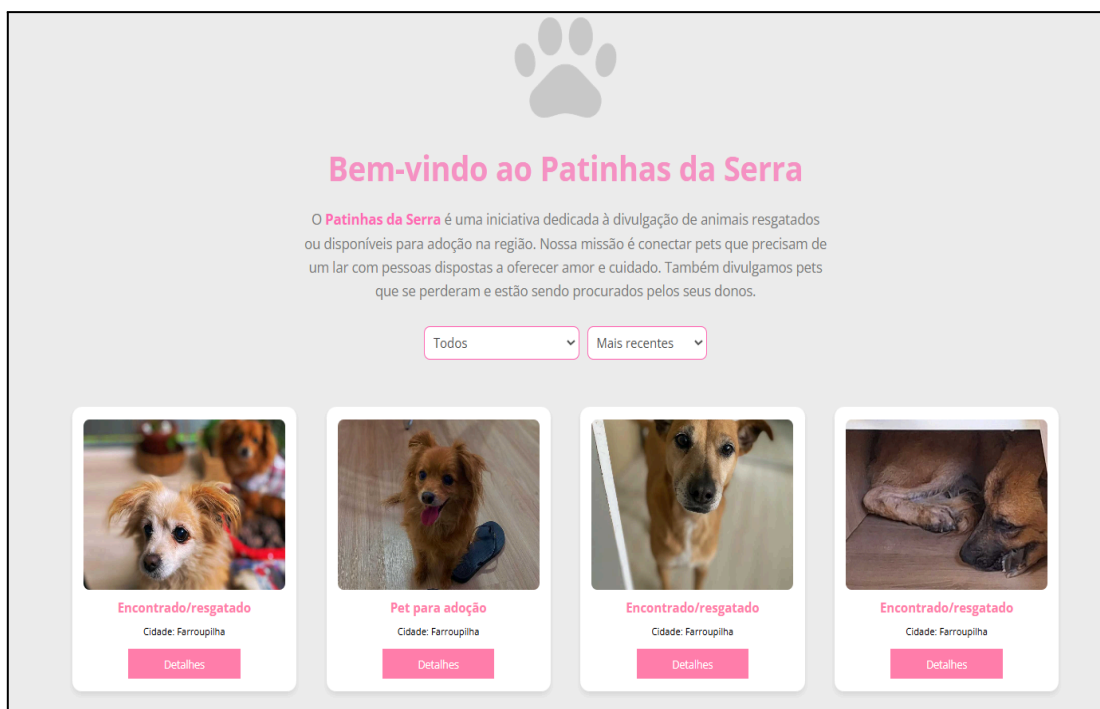 Bem-vindo ao Patinhas da Serra
O Patinhas da Serra é uma iniciativa dedicada à divulgação de animais resgatados
ou disponíveis para adoção na região. Nossa missão é conectar pets que precisam de
um lar com pessoas dispostas a oferecer amor e cuidado. Também divulgamos pets
que se perderam e estão sendo procurados pelos seus donos.
Todos
Mais recentes
Encontrado/resgatado
Cidade: Farroupilha
Detalhes
Pet para adoção
Cidade: Farroupilha
Detalhes
Encontrado/resgatado
Cidade: Farroupilha
Detalhes
Encontrado/resgatado
Cidade: Farroupilha
Detalhes